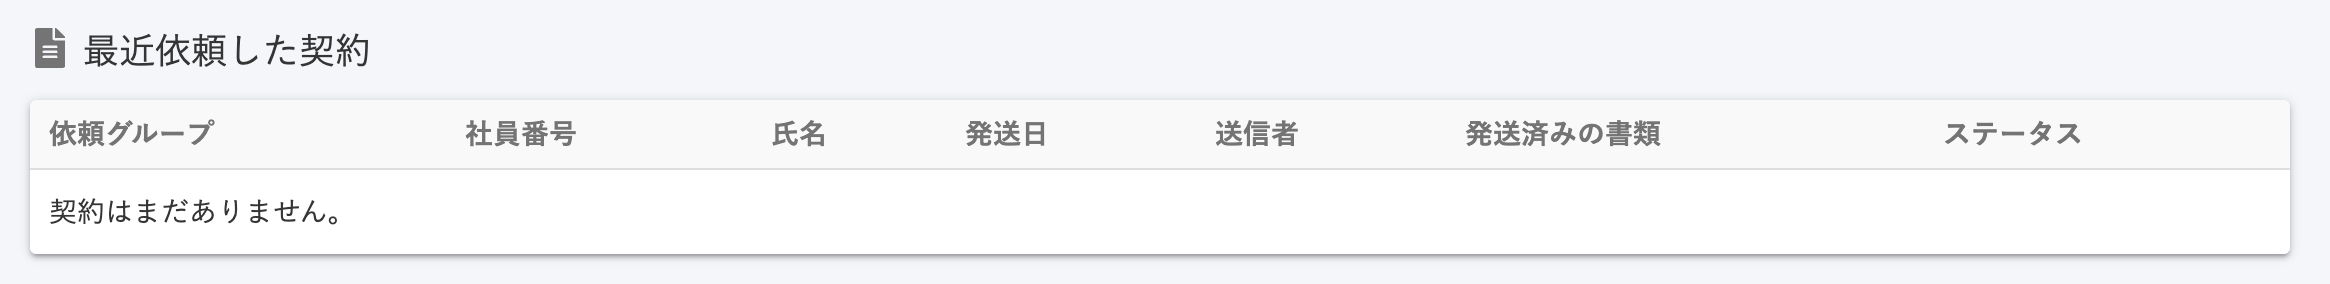 最近依頼した契約
依頼グループ 社員番号 氏名 発送日 送信者 発送済みの書類 ステータス
契約はまだありません。